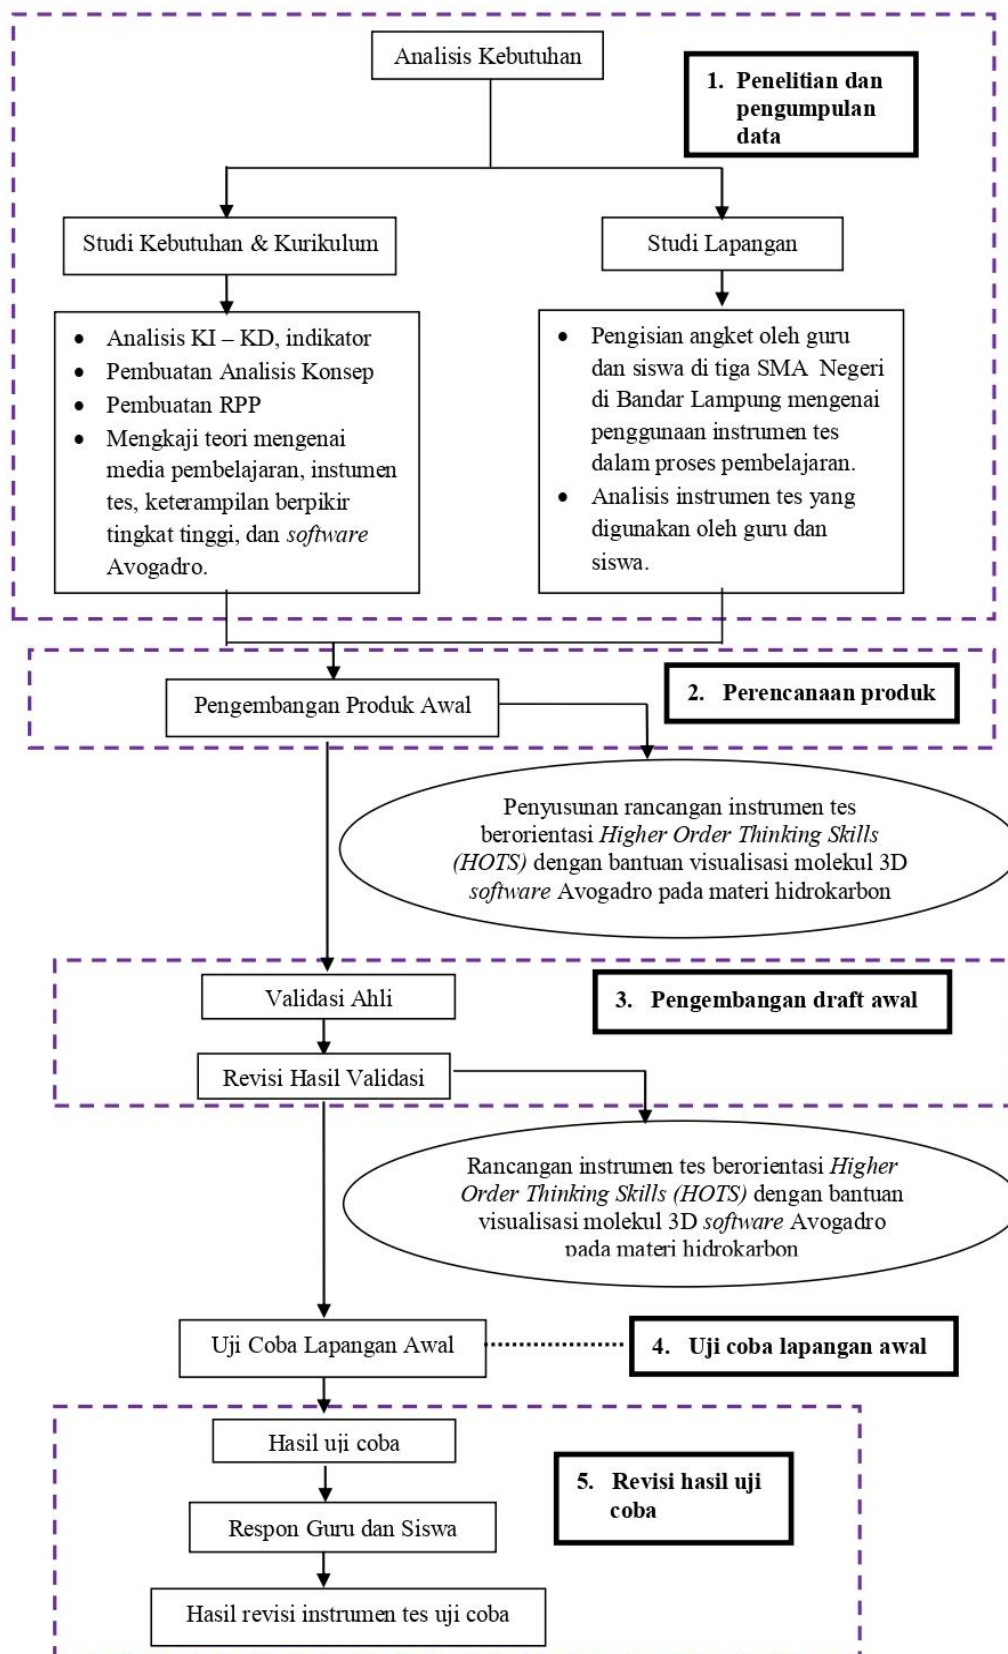 Analisis Kebutuhan
1. Penelitian dan
pengumpulan
data
Studi Kebutuhan & Kurikulum
Studi Lapangan
• Analisis KI – KD, indikator
• Pembuatan Analisis Konsep
• Pembuatan RPP
• Mengkaji teori mengenai
media pembelajaran, instumen
tes, keterampilan berpikir
tingkat tinggi, dan software
Avogadro.
• Pengisian angket oleh guru
dan siswa di tiga SMA Negeri
di Bandar Lampung mengenai
penggunaan instrumen tes
dalam proses pembelajaran.
• Analisis instrumen tes yang
digunakan oleh guru dan
siswa.
Pengembangan Produk Awal
2. Perencanaan produk
Penyusunan rancangan instrumen tes
berorientasi Higher Order Thinking Skills
(HOTS) dengan bantuan visualisasi molekul 3D
software Avogadro pada materi hidrokarbon
Validasi Ahli
3. Pengembangan draft awal
Revisi Hasil Validasi
Rancangan instrumen tes berorientasi Higher
Order Thinking Skills (HOTS) dengan bantuan
visualisasi molekul 3D software Avogadro
pada materi hidrokarbon
Uji Coba Lapangan Awal
4. Uji coba lapangan awal
Hasil uji coba
5. Revisi hasil uji
coba
Respon Guru dan Siswa
Hasil revisi instrumen tes uji coba